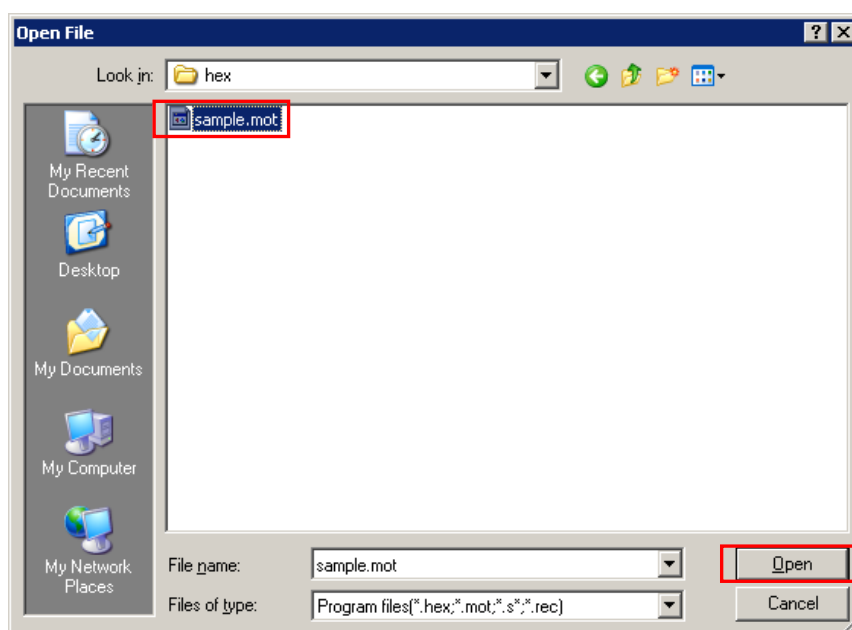 Open File
Look in: hex
sample.mot
My Recent
Documents
Desktop
My Documents
My Computer
My Network
Places
File name: sample.mot Open
Files of type: Program files(*.hex;*.mot;*.s*;*.rec) Cancel